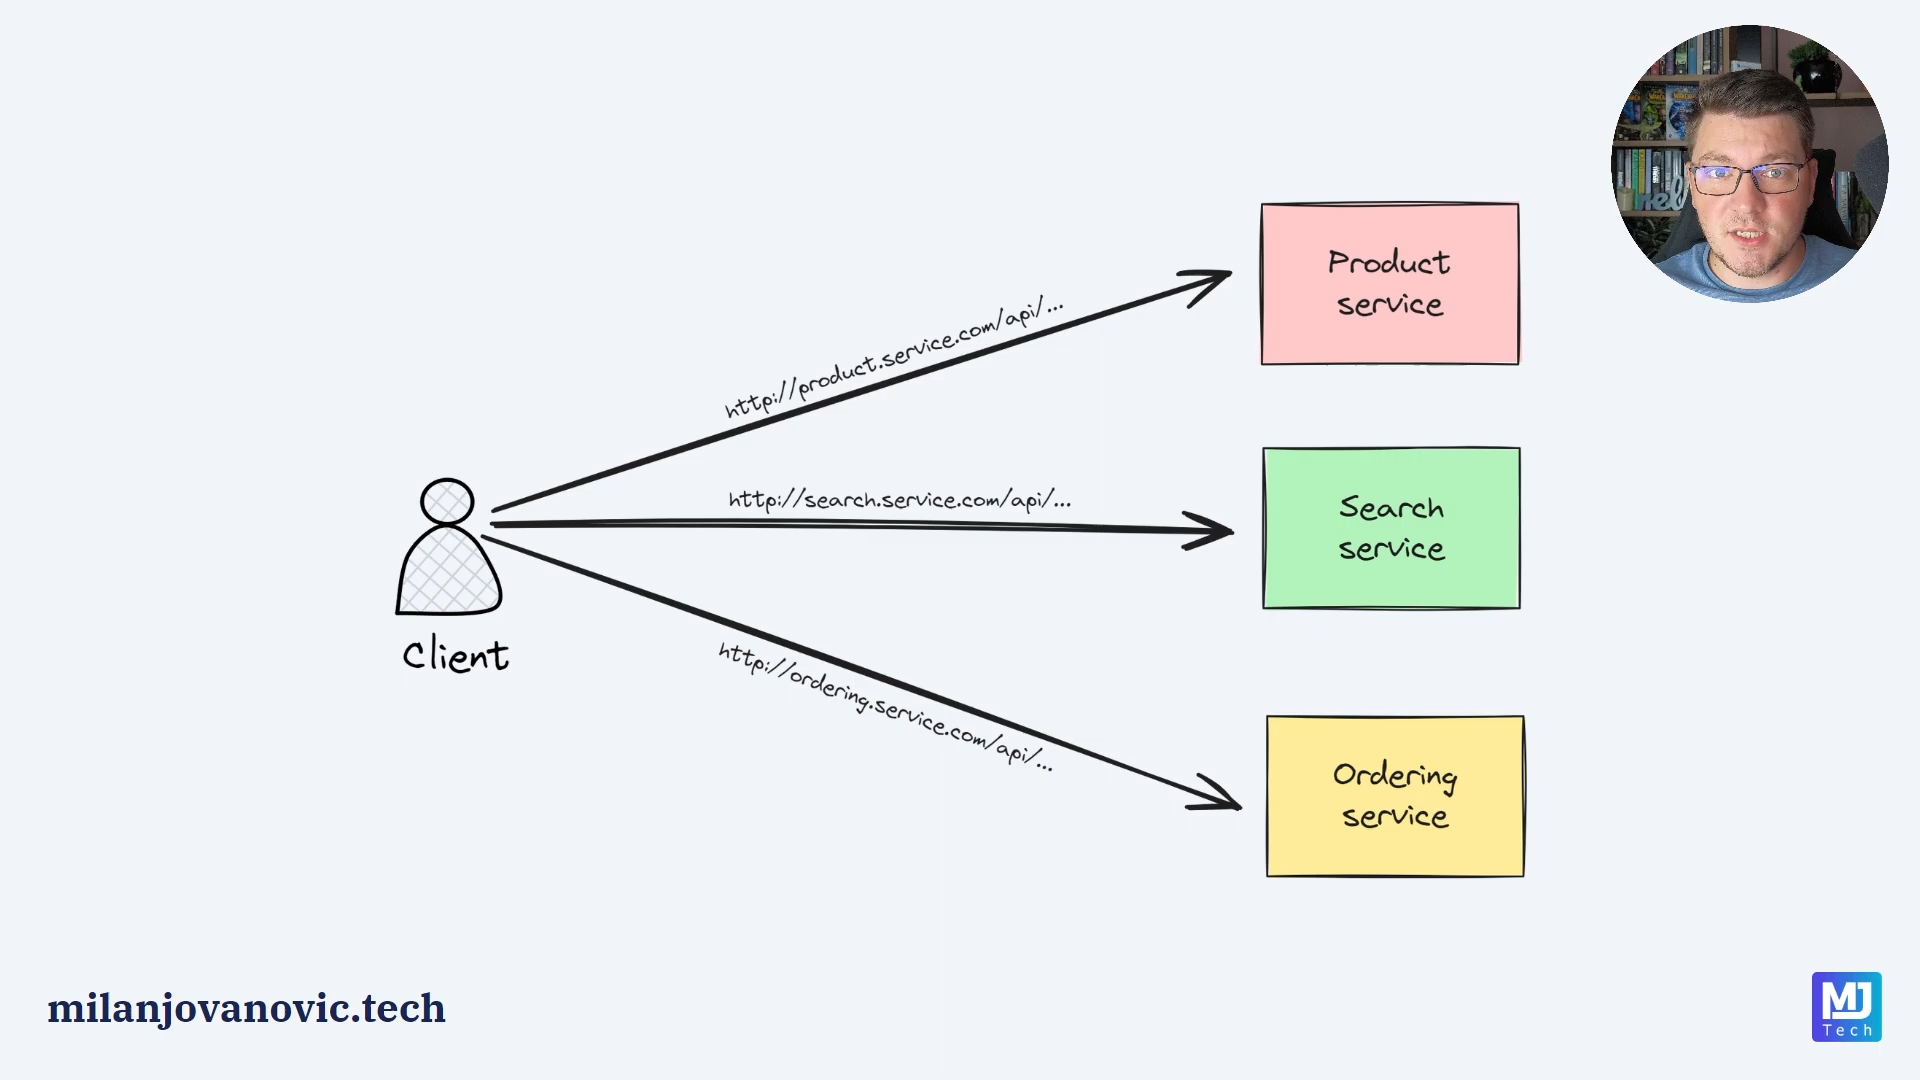 Product
service
http://product.service.com/api/...
http://search.service.com/api/...
Search
service
Client
http://ordering.service.com/api/...
Ordering
service
milanjovanovic.tech
MJ
Tech